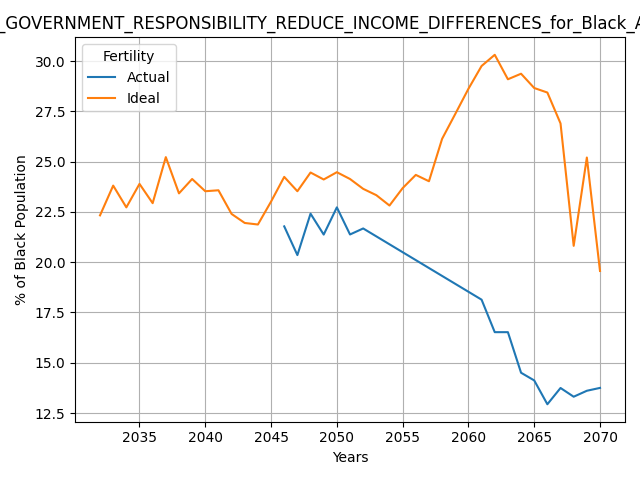 _GOVERNMENT_RESPONSIBILITY_REDUCE_INCOME_DIFFERENCES_for_Black_A
Fertility
Actual
Ideal
% of Black Population
30.0
27.5
25.0
22.5
20.0
17.5
15.0
12.5
2035 2040 2045 2050 2055 2060 2065 2070
Years